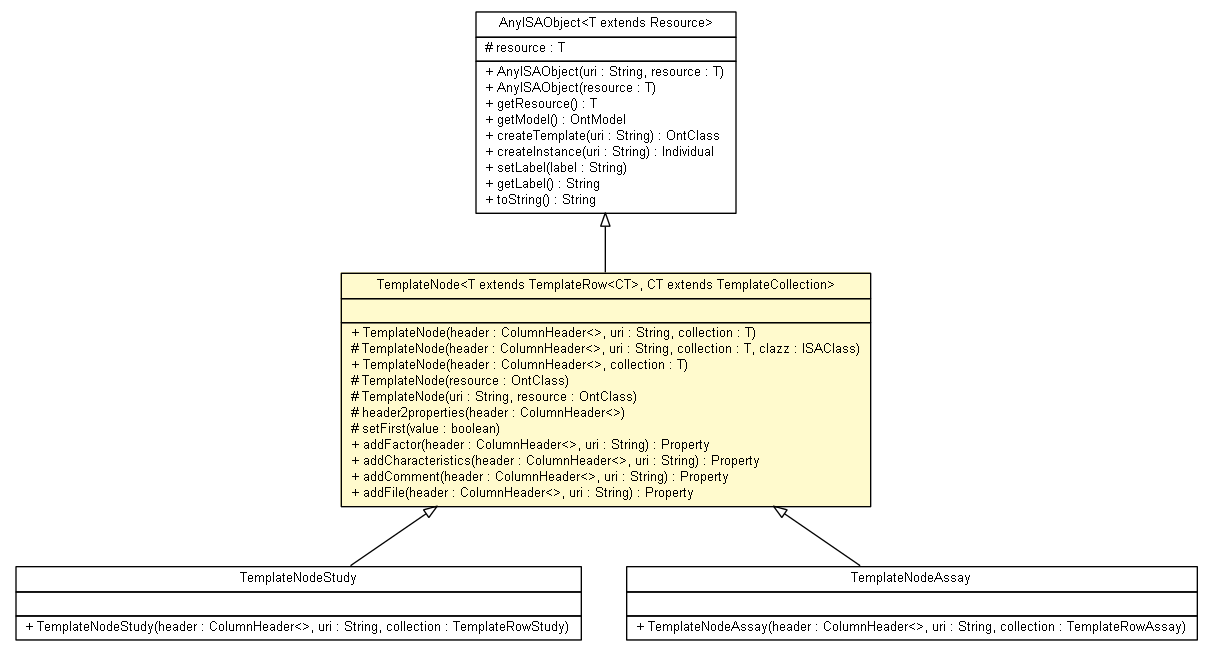 AnyISAObject<T extends Resource>
# resource : T
+ AnyISAObject(uri : String, resource : T)
+ AnyISAObject(resource : T)
+ getResource() : T
+ getModel() : OntModel
+ createTemplate(uri : String) : OntClass
+ createInstance(uri : String) : Individual
+ setLabel(label : String)
+ getLabel() : String
+ toString() : String
TemplateNode<T extends TemplateRow<CT>, CT extends TemplateCollection>
+ TemplateNode(header : ColumnHeader<>, uri : String, collection : T)
# TemplateNode(header : ColumnHeader<>, uri : String, collection : T, clazz : ISAClass)
+ TemplateNode(header : ColumnHeader<>, collection : T)
# TemplateNode(resource : OntClass)
# TemplateNode(uri : String, resource : OntClass)
# header2properties(header : ColumnHeader<>)
# setFirst(value : boolean)
+ addFactor(header : ColumnHeader<>, uri : String) : Property
+ addCharacteristics(header : ColumnHeader<>, uri : String) : Property
+ addComment(header : ColumnHeader<>, uri : String) : Property
+ addFile(header : ColumnHeader<>, uri : String) : Property
TemplateNodeStudy
+ TemplateNodeStudy(header : ColumnHeader<>, uri : String, collection : TemplateRowStudy)
TemplateNodeAssay
+ TemplateNodeAssay(header : ColumnHeader<>, uri : String, collection : TemplateRowAssay)